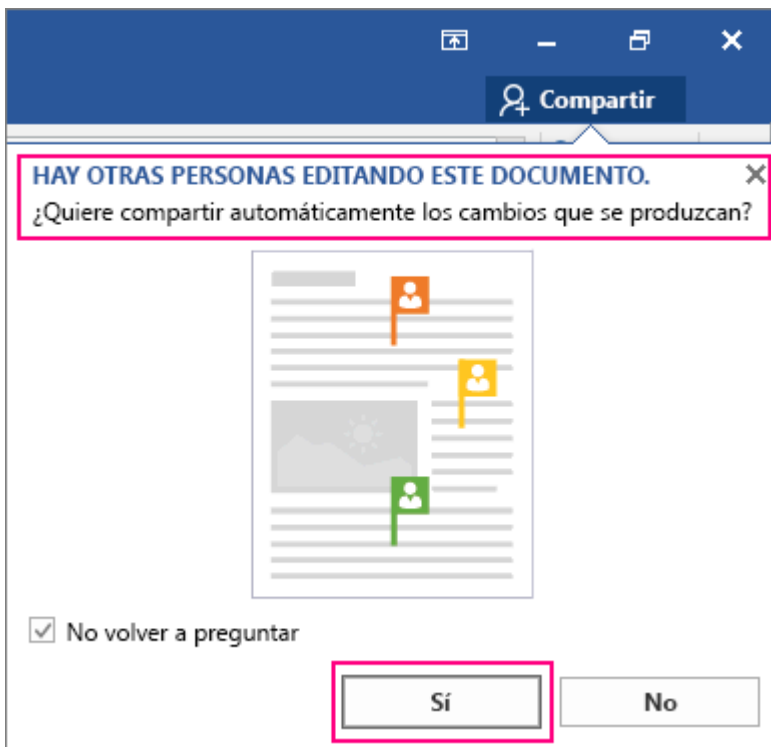 Compartir
HAY OTRAS PERSONAS EDITANDO ESTE DOCUMENTO.
¿Quiere compartir automáticamente los cambios que se produzcan?
No volver a preguntar
Sí
No